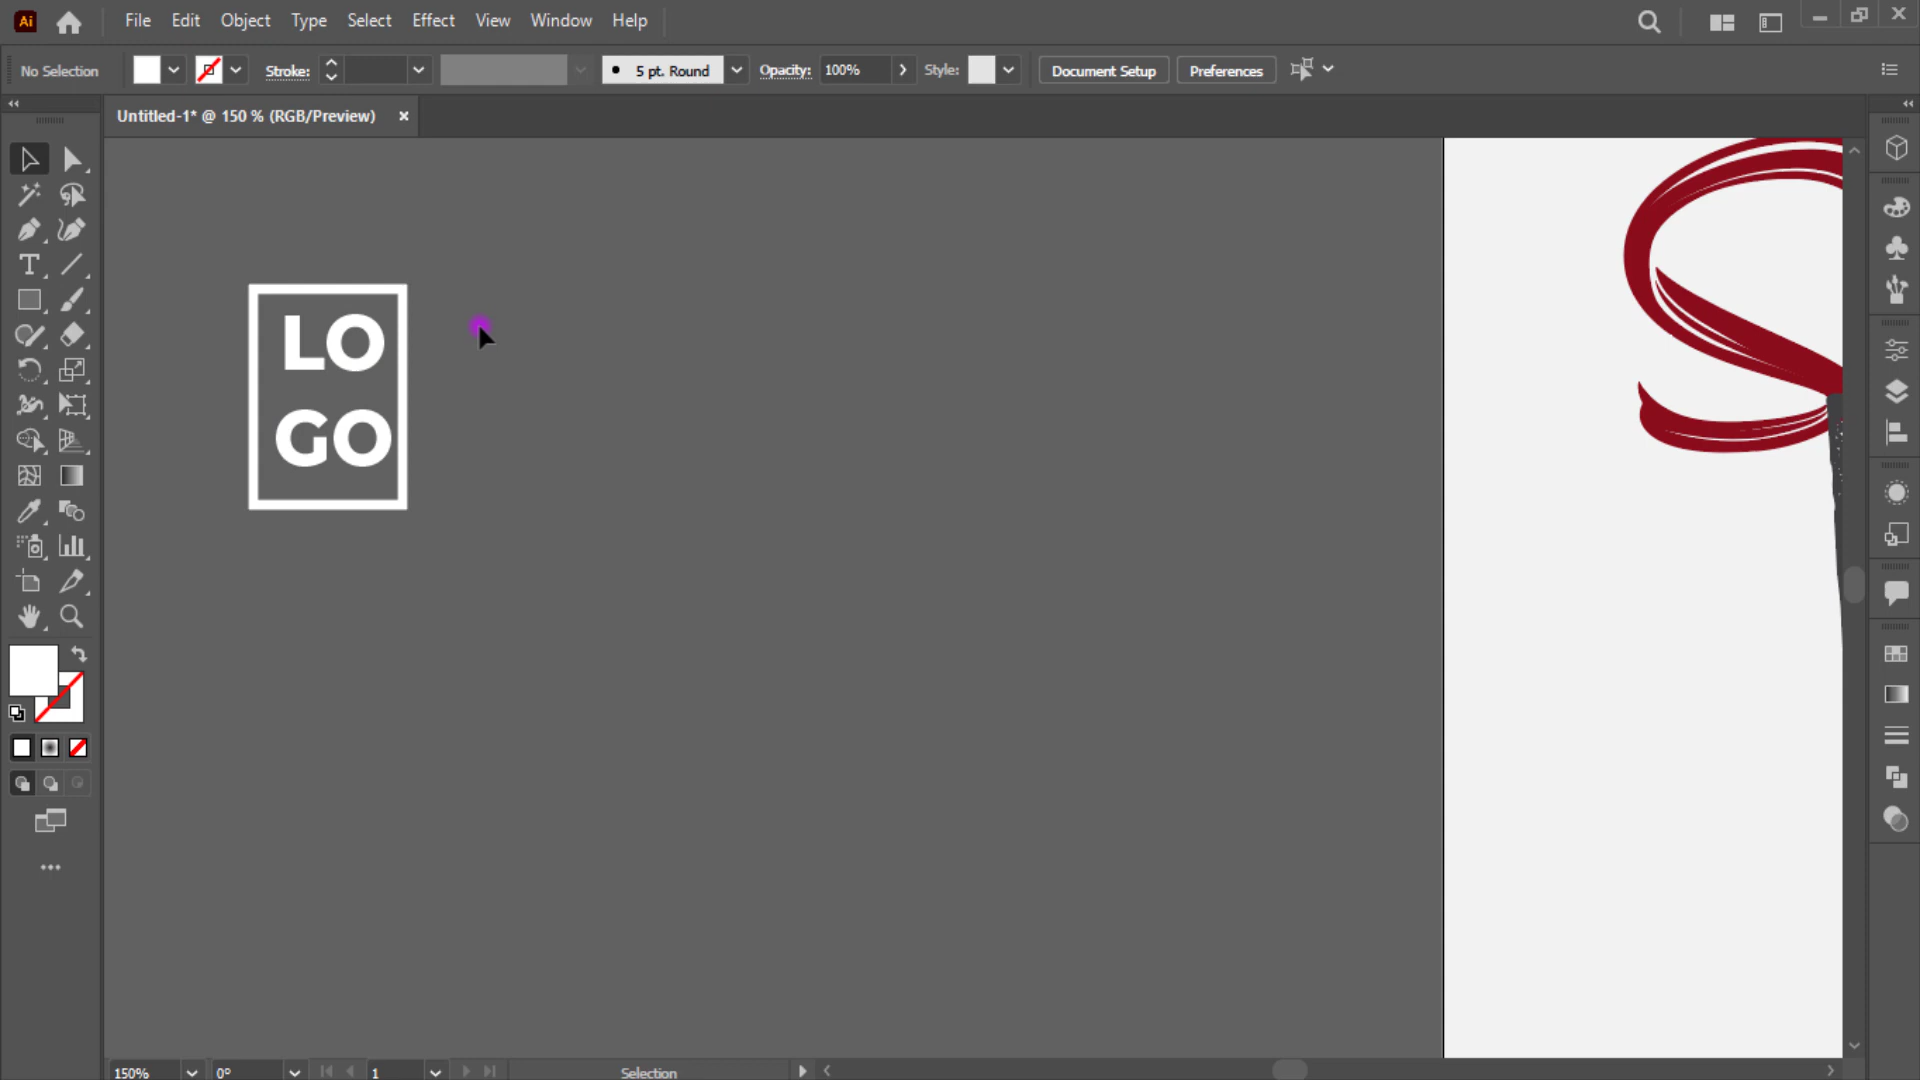 Ai File Edit Object Type Select Effect View Window Help
No Selection Stroke: 5 pt. Round Opacity: 100% Style: Document Setup Preferences
Untitled-1* @ 150 % (RGB/Preview) ×
LO
GO
150% 0° 1 Selection